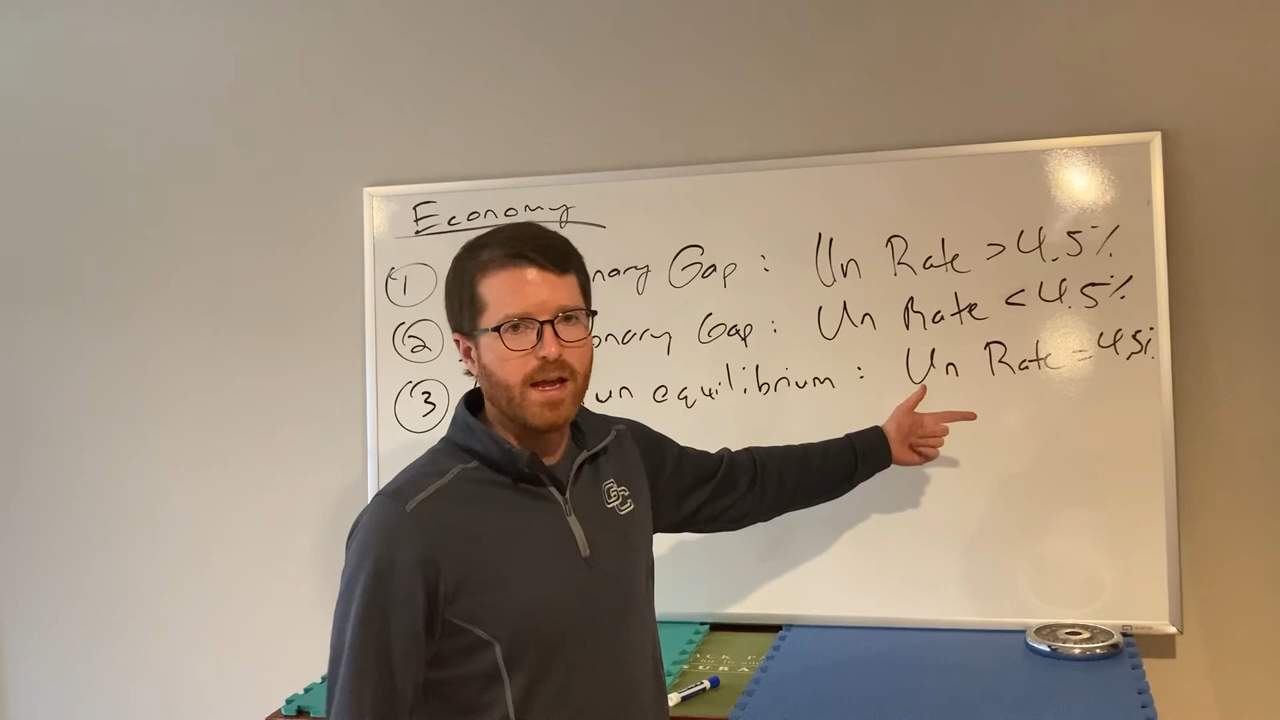 Economy
1 nary Gap: Un Rate > 4.5%
2 onary Gap: Un Rate < 4.5%
3 un equilibrium: Un Rate = 4.5%
GC